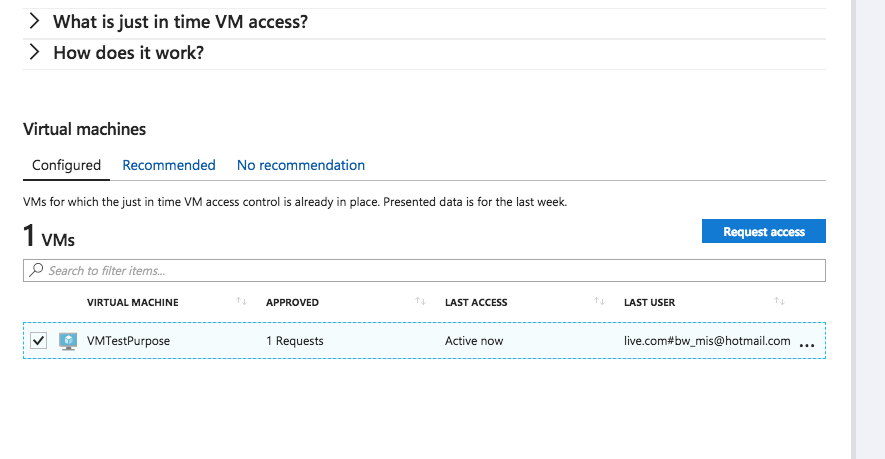 What is just in time VM access?
How does it work?
Virtual machines
Configured Recommended No recommendation
VMs for which the just in time VM access control is already in place. Presented data is for the last week.
1 VMs
Request access
Search to filter items...
VIRTUAL MACHINE APPROVED LAST ACCESS LAST USER
VMTestPurpose 1 Requests Active now live.com#bw_mis@hotmail.com ...